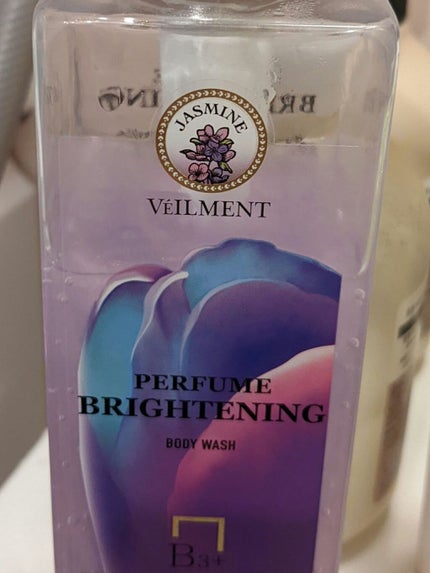 JASMINE
VÉILMENT
PERFUME
BRIGHTENING
BODY WASH
B3+